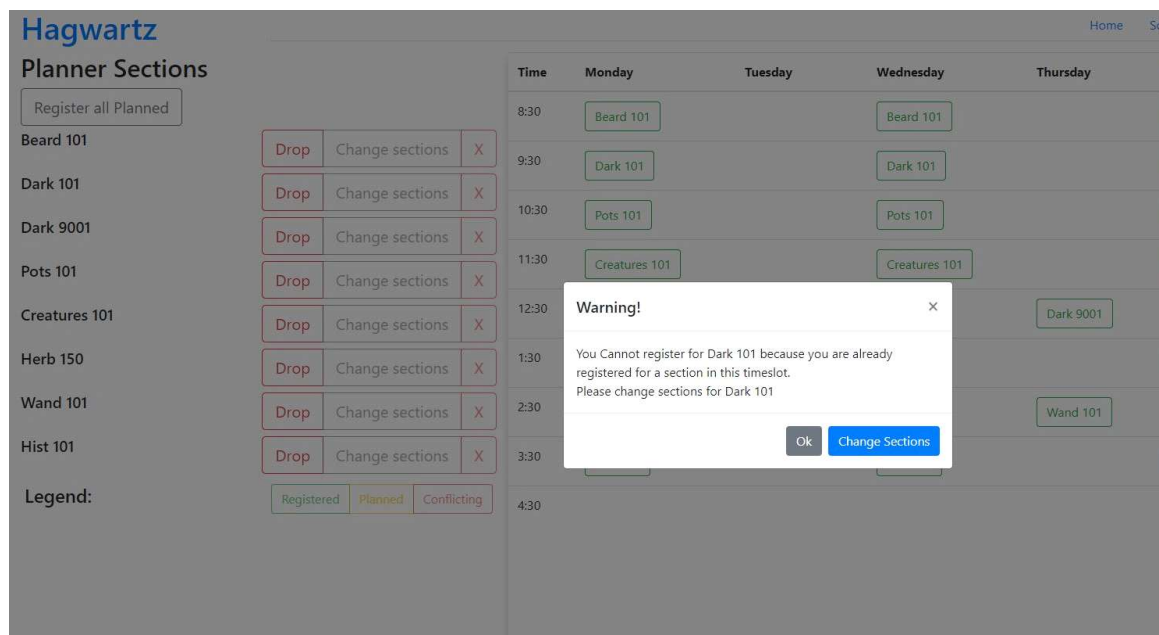 Hagwartz
Home
Planner Sections
Register all Planned
Beard 101
Drop Change sections X
Dark 101
Drop Change sections X
Dark 9001
Drop Change sections X
Pots 101
Drop Change sections X
Creatures 101
Drop Change sections X
Herb 150
Drop Change sections X
Wand 101
Drop Change sections X
Hist 101
Drop Change sections X
Legend:
Registered Planned Conflicting
Time Monday Tuesday Wednesday Thursday
8:30 Beard 101 Beard 101
9:30 Dark 101 Dark 101
10:30 Pots 101 Pots 101
11:30 Creatures 101 Creatures 101
12:30 Dark 9001
1:30
2:30 Wand 101
3:30
4:30
Warning! ×
You Cannot register for Dark 101 because you are already
registered for a section in this timeslot.
Please change sections for Dark 101
Ok Change Sections